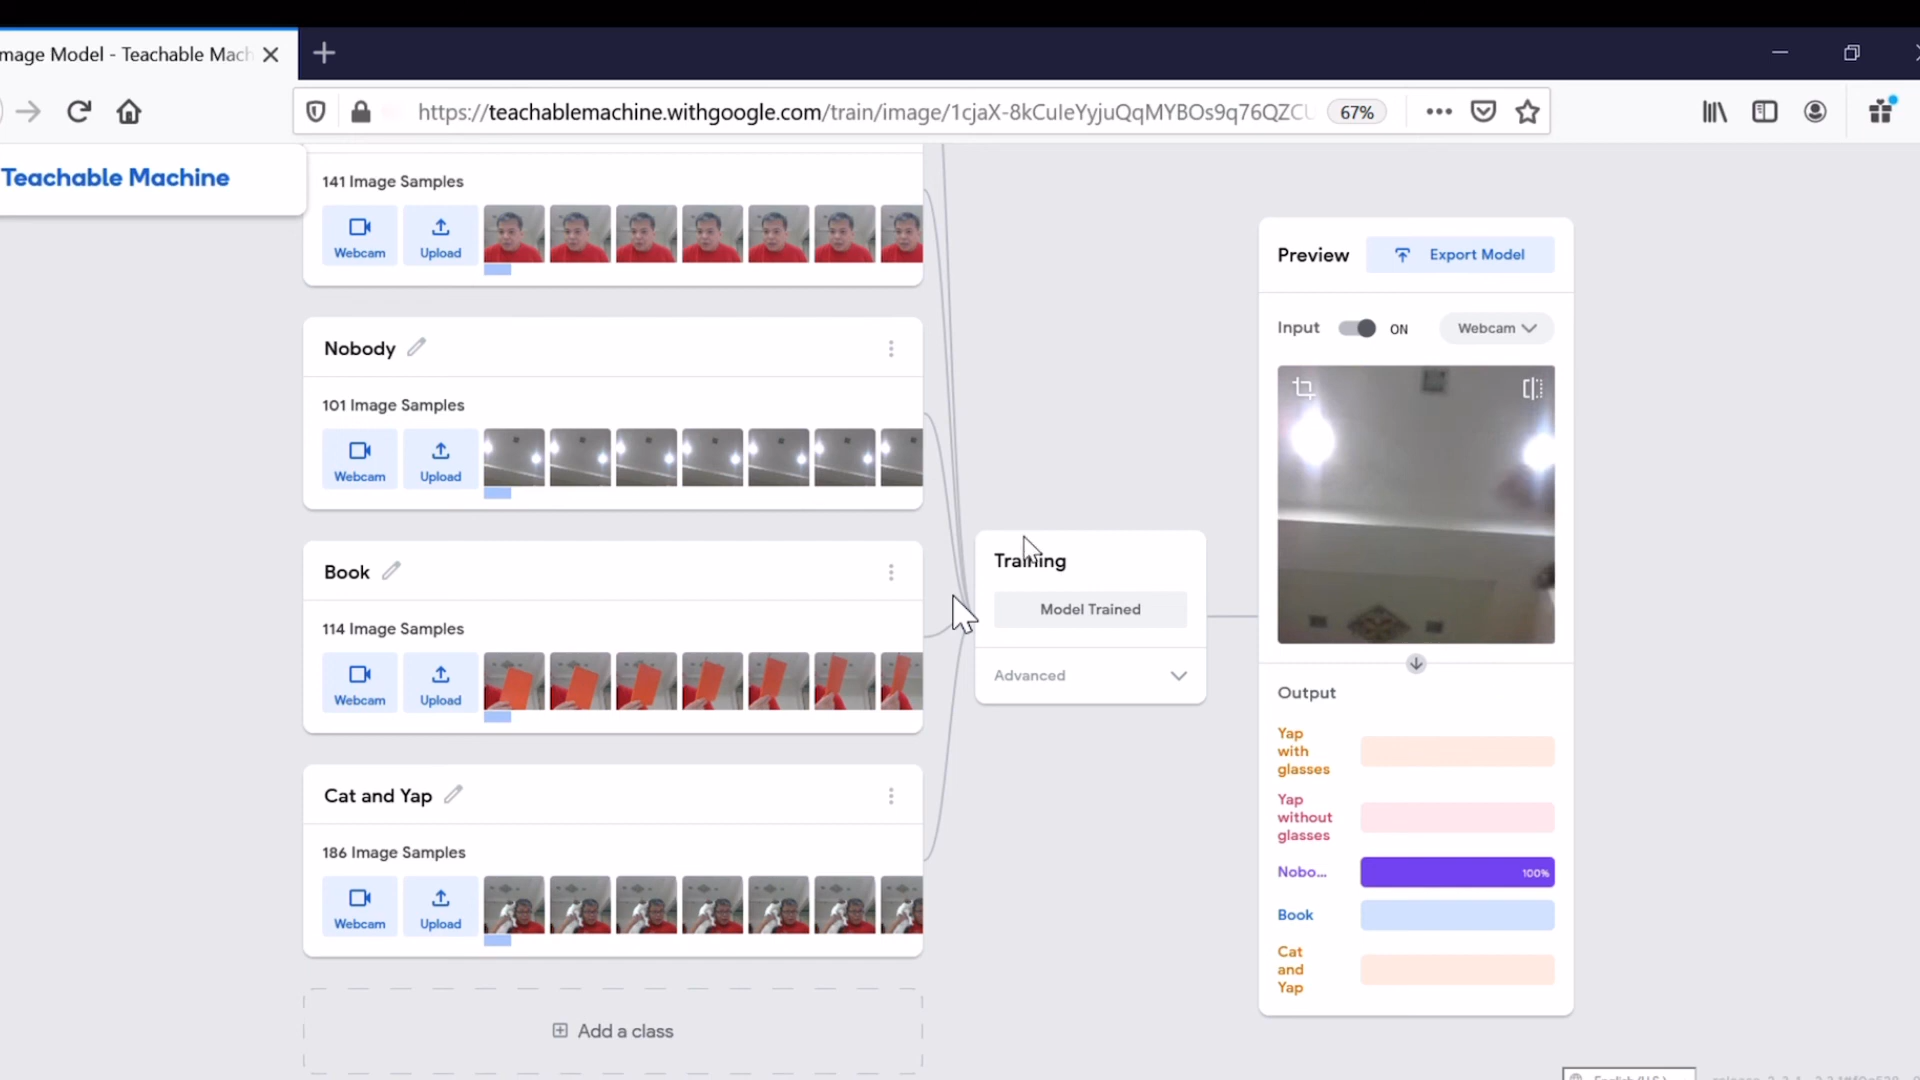 mage Model - Teachable Mach
https://teachablemachine.withgoogle.com/train/image/1cjaX-8kCuIeYyjuQqMYBOs9q76QZCU
67%
Teachable Machine
141 Image Samples
Webcam
Upload
Nobody
101 Image Samples
Webcam
Upload
Book
114 Image Samples
Webcam
Upload
Cat and Yap
186 Image Samples
Webcam
Upload
Add a class
Training
Model Trained
Advanced
Preview
Export Model
Input
ON
Webcam
Output
Yap
with
glasses
Yap
without
glasses
Nobo...
100%
Book
Cat
and
Yap